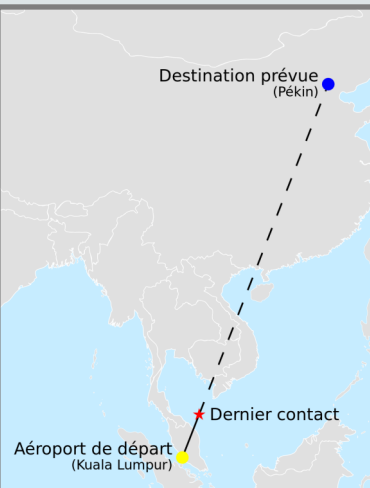 Destination prévue
(Pékin)
Dernier contact
Aéroport de départ
(Kuala Lumpur)